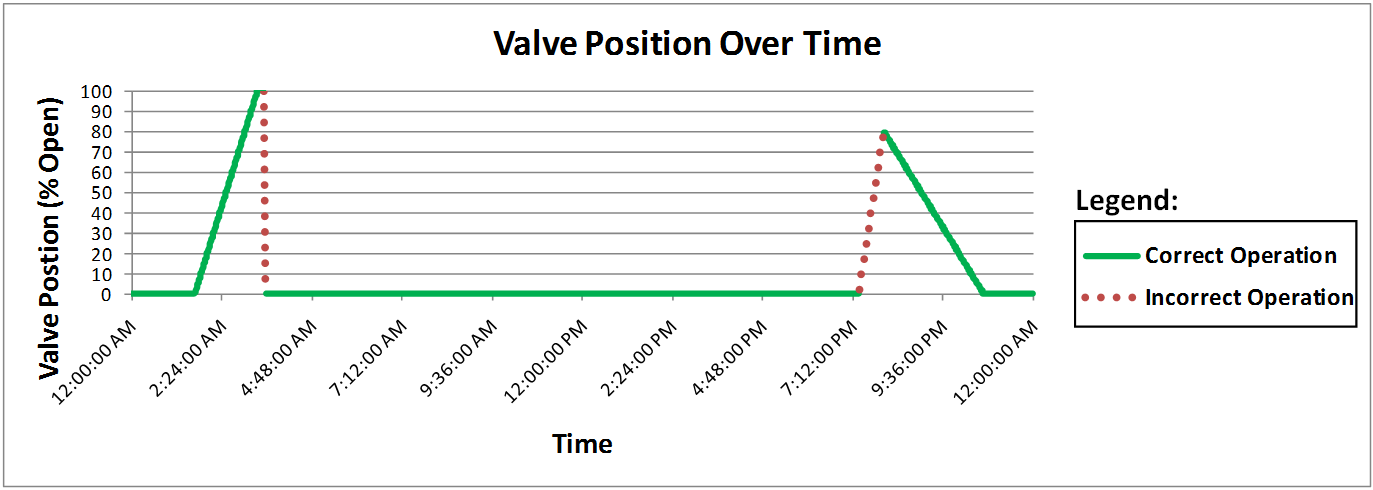 Valve Position Over Time
Valve Postion (% Open)
100
90
80
70
60
50
40
30
20
10
0
12:00:00 AM
2:24:00 AM
4:48:00 AM
7:12:00 AM
9:36:00 AM
12:00:00 PM
2:24:00 PM
4:48:00 PM
7:12:00 PM
9:36:00 PM
12:00:00 AM
Time
Legend:
Correct Operation
Incorrect Operation